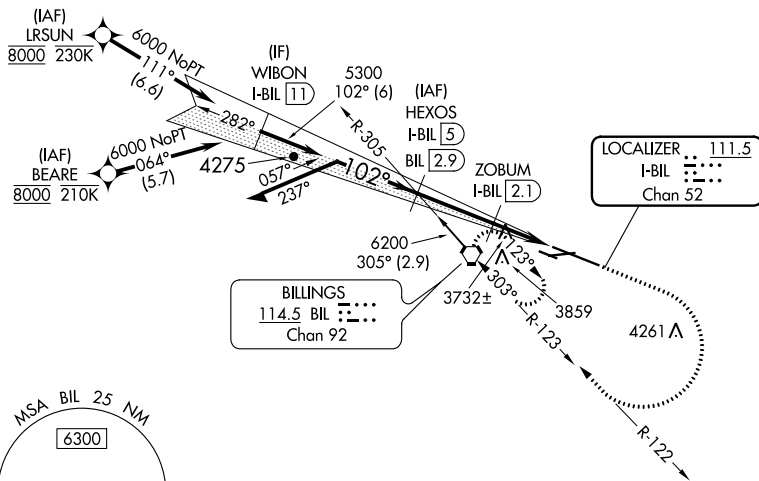 (IAF)
LRSUN
8000 230K
6000 NoPT
111°
(6.6)
(IF)
WIBON
I-BIL 11
5300
102° (6)
(IAF)
HEXOS
I-BIL 5
BIL 2.9
ZOBUM
I-BIL 2.1
LOCALIZER 111.5
I-BIL
Chan 52
282°
R-305
(IAF)
BEARE
8000 210K
6000 NoPT
064°
(5.7)
4275
057°
237°
102°
6200
305° (2.9)
123°
303°
3732±
3859
BILLINGS
114.5 BIL
Chan 92
R-123
4261
R-122
MSA BIL 25 NM
6300